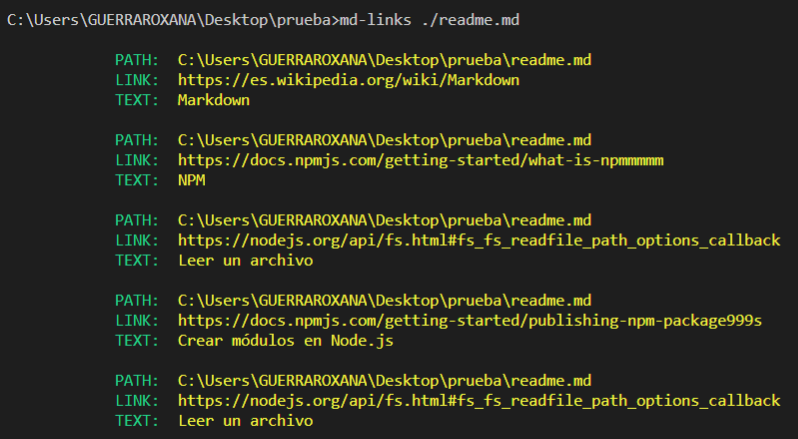 C:\Users\GUERRAROXANA\Desktop\prueba>md-links ./readme.md
PATH: C:\Users\GUERRAROXANA\Desktop\prueba\readme.md
LINK: https://es.wikipedia.org/wiki/Markdown
TEXT: Markdown
PATH: C:\Users\GUERRAROXANA\Desktop\prueba\readme.md
LINK: https://docs.npmjs.com/getting-started/what-is-npmmmmm
TEXT: NPM
PATH: C:\Users\GUERRAROXANA\Desktop\prueba\readme.md
LINK: https://nodejs.org/api/fs.html#fs_fs_readfile_path_options_callback
TEXT: Leer un archivo
PATH: C:\Users\GUERRAROXANA\Desktop\prueba\readme.md
LINK: https://docs.npmjs.com/getting-started/publishing-npm-package999s
TEXT: Crear módulos en Node.js
PATH: C:\Users\GUERRAROXANA\Desktop\prueba\readme.md
LINK: https://nodejs.org/api/fs.html#fs_fs_readfile_path_options_callback
TEXT: Leer un archivo